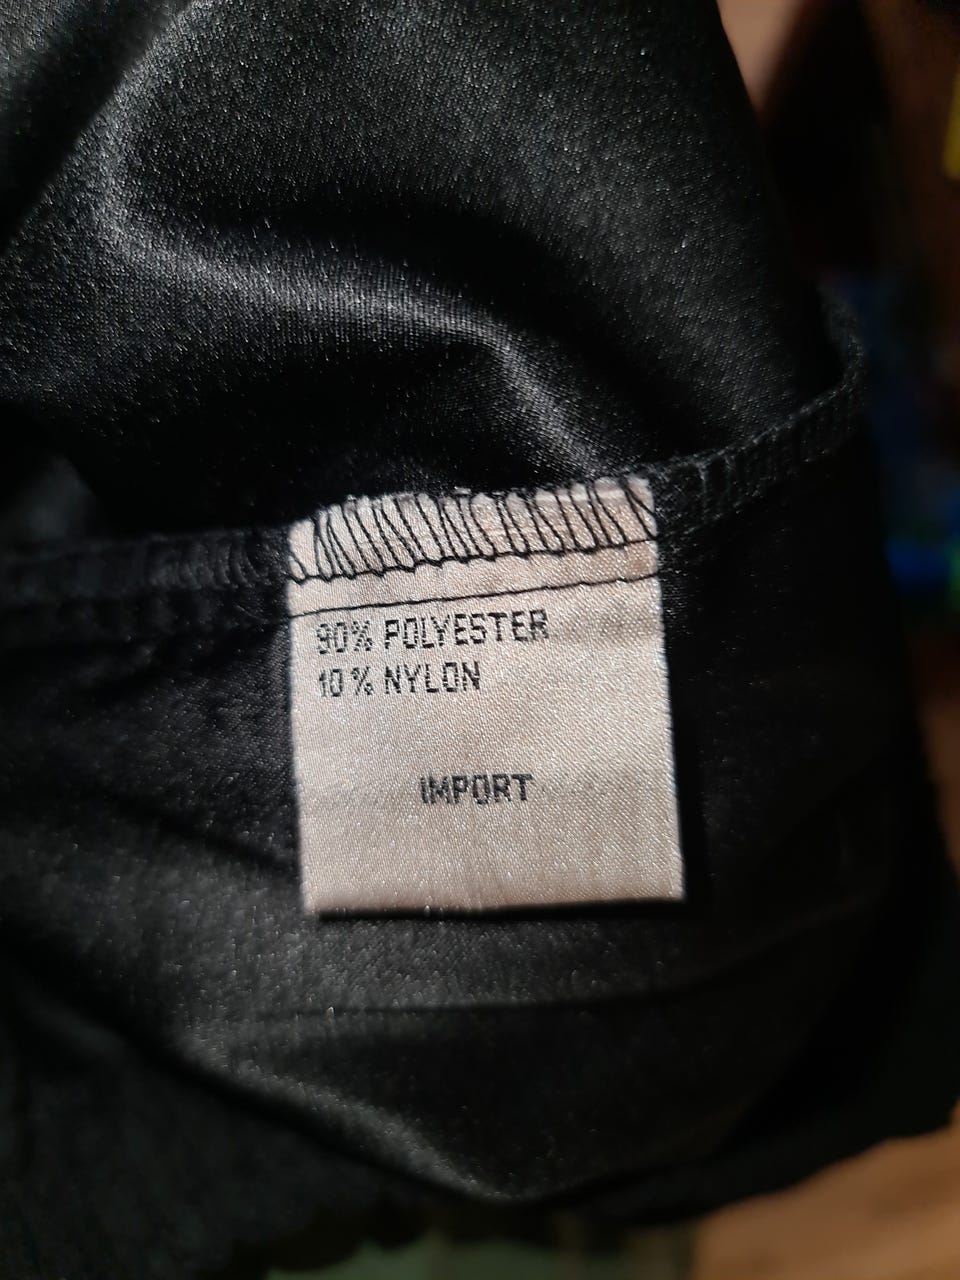 90% POLYESTER
10% NYLON
IMPORT